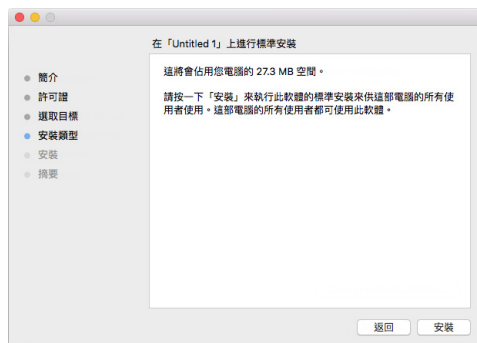 在「Untitled 1」上進行標準安裝
簡介
許可證
選取目標
安裝類型
安裝
摘要
這將會佔用您電腦的 27.3 MB 空間。
請按一下「安裝」來執行此軟體的標準安裝來供這部電腦的所有使
用者使用。這部電腦的所有使用者都可使用此軟體。
返回
安裝